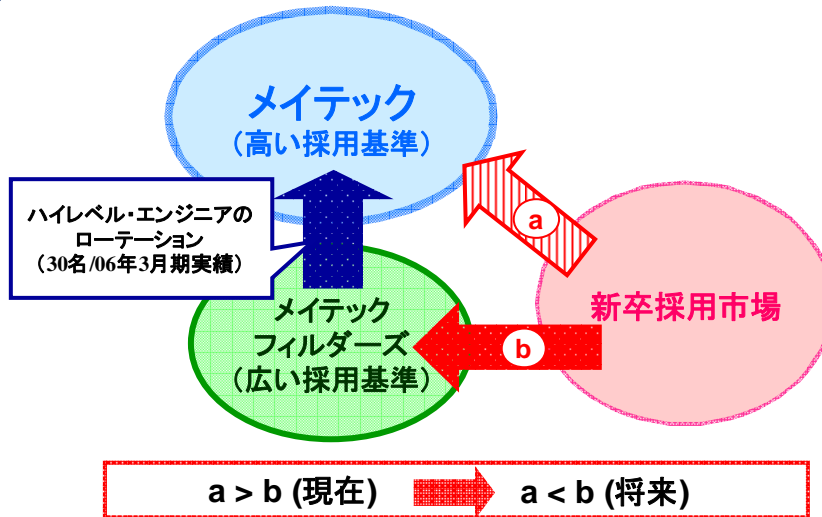 メイテック
（高い採用基準）
ハイレベル・エンジニアの
ローテーション
（30名/06年3月期実績）
a
新卒採用市場
メイテック
フィルダーズ
（広い採用基準）
b
a > b (現在)
a < b (将来)